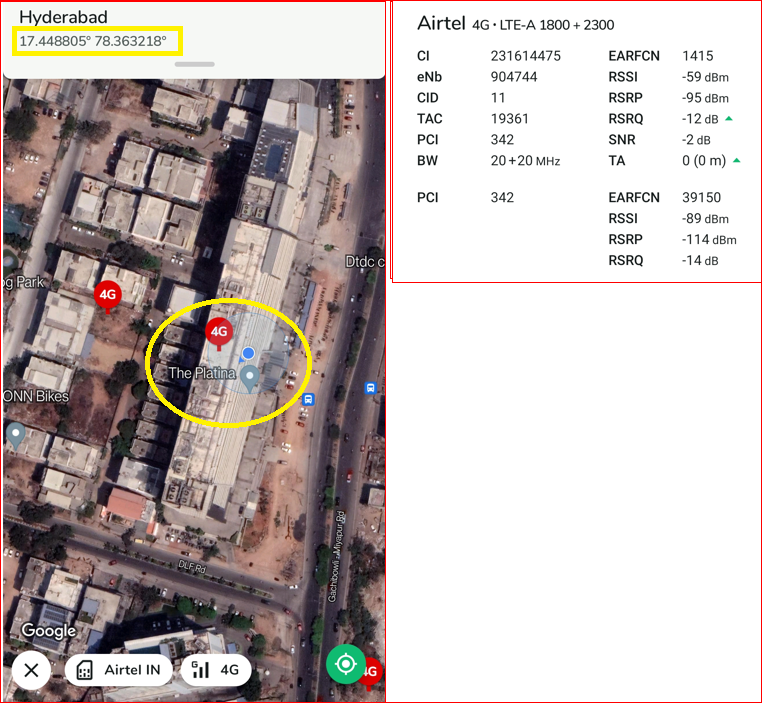 Hyderabad
17.448805° 78.363218°
Dtdc c
og Park
4G
4G
The Platina
ONN Bikes
DLF Rd
Gachibowli - Miyapur Rd
Google
Airtel IN
4G
4G
Airtel 4G • LTE-A 1800 + 2300
CI 231614475 EARFCN 1415
eNb 904744 RSSI -59 dBm
CID 11 RSRP -95 dBm
TAC 19361 RSRQ -12 dB
PCI 342 SNR -2 dB
BW 20+20 MHz TA 0 (0 m)
PCI 342 EARFCN 39150
RSSI -89 dBm
RSRP -114 dBm
RSRQ -14 dB